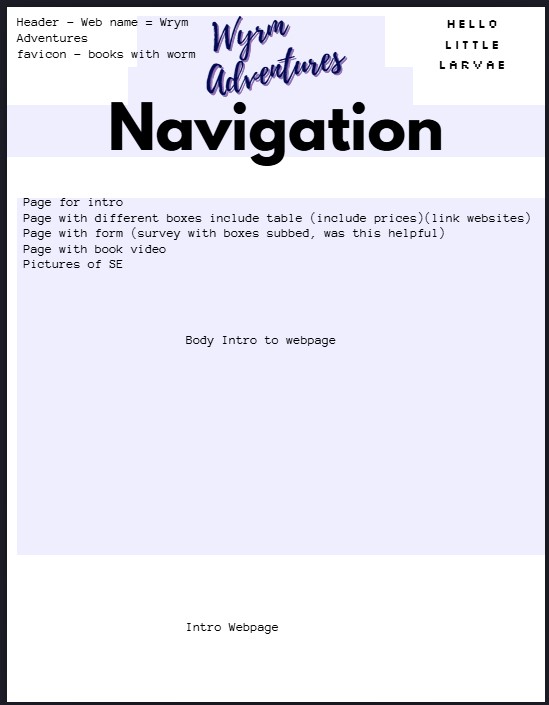 Header - Web name = Wrym
Adventures
favicon - books with worm
Wyrm
Adventures
HELLO
LITTLE
LARVAE
Navigation
Page for intro
Page with different boxes include table (include prices)(link websites)
Page with form (survey with boxes subbed, was this helpful)
Page with book video
Pictures of SE
Body Intro to webpage
Intro Webpage